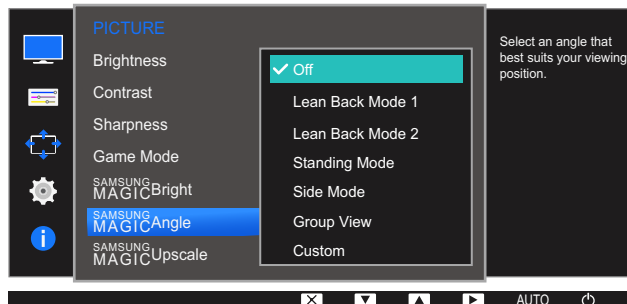 PICTURE
Brightness
Contrast
Sharpness
Game Mode
SAMSUNG
MAGICBright
SAMSUNG
MAGICAngle
SAMSUNG
MAGICUpscale
Off
Lean Back Mode 1
Lean Back Mode 2
Standing Mode
Side Mode
Group View
Custom
Select an angle that
best suits your viewing
position.
AUTO